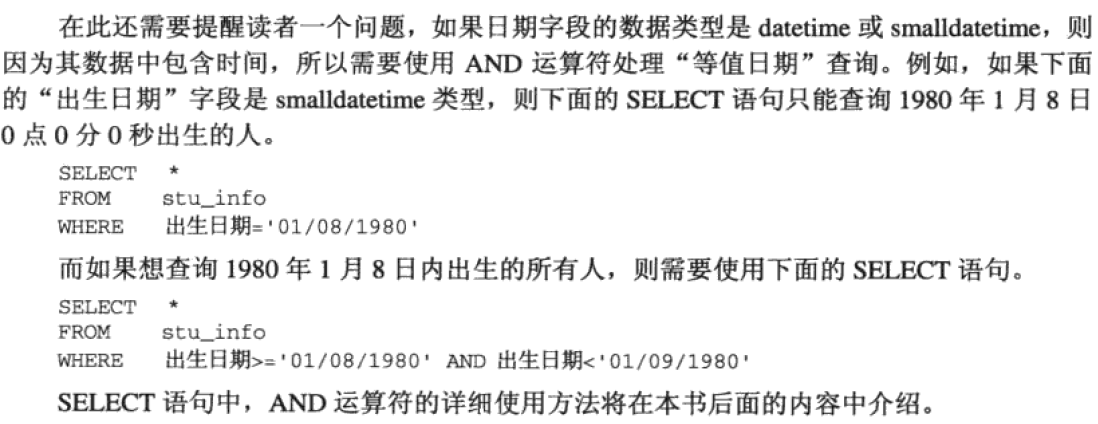 在此还需要提醒读者一个问题，如果日期字段的数据类型是 datetime 或 smalldatetime，则
因为其数据中包含时间，所以需要使用 AND 运算符处理“等值日期”查询。例如，如果下面
的“出生日期”字段是 smalldatetime 类型，则下面的 SELECT 语句只能查询 1980 年 1 月 8 日
0 点 0 分 0 秒出生的人。
SELECT *
FROM stu_info
WHERE 出生日期='01/08/1980'
而如果想查询 1980 年 1 月 8 日内出生的所有人，则需要使用下面的 SELECT 语句。
SELECT *
FROM stu_info
WHERE 出生日期>='01/08/1980' AND 出生日期<'01/09/1980'
SELECT 语句中，AND 运算符的详细使用方法将在本书后面的内容中介绍。